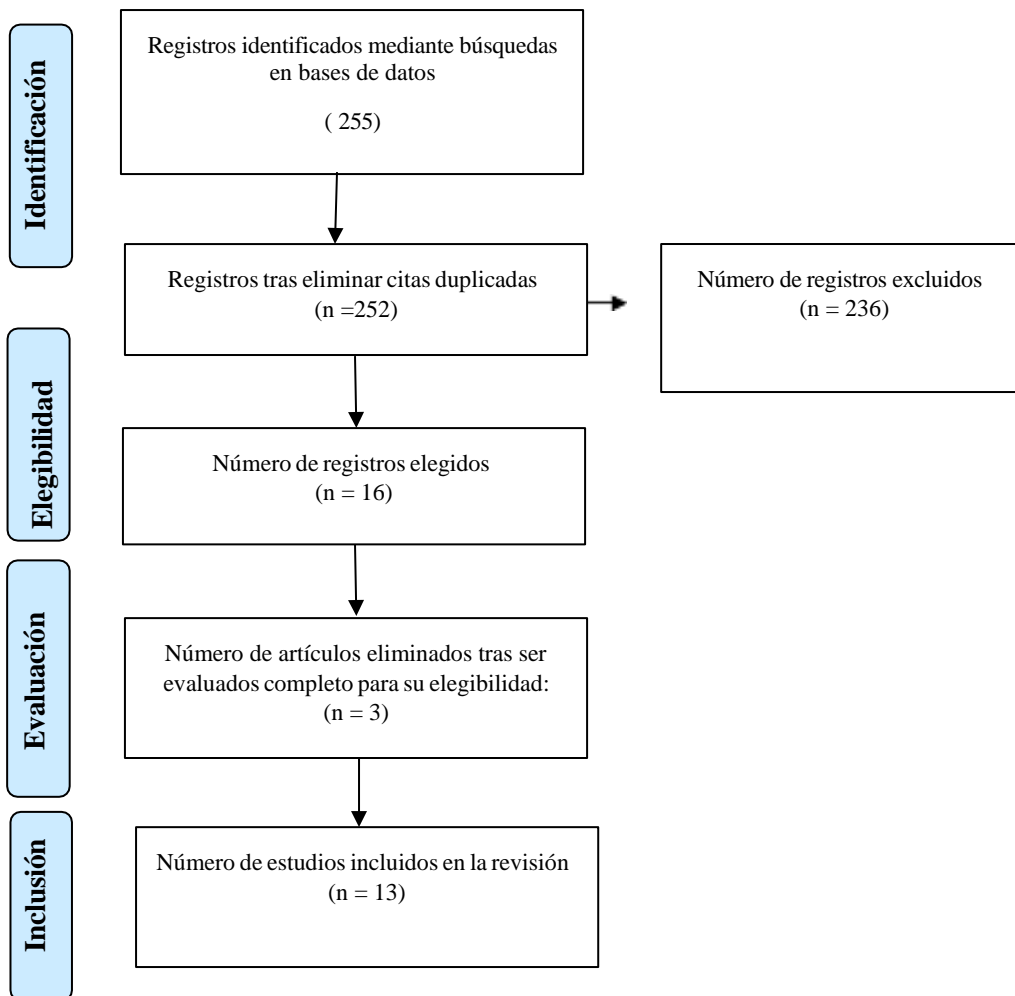 Identificación
Registros identificados mediante búsquedas
en bases de datos
( 255)
Registros tras eliminar citas duplicadas
(n =252)
Número de registros excluidos
(n = 236)
Elegibilidad
Número de registros elegidos
(n = 16)
Evaluación
Número de artículos eliminados tras ser
evaluados completo para su elegibilidad:
(n = 3)
Inclusión
Número de estudios incluidos en la revisión
(n = 13)